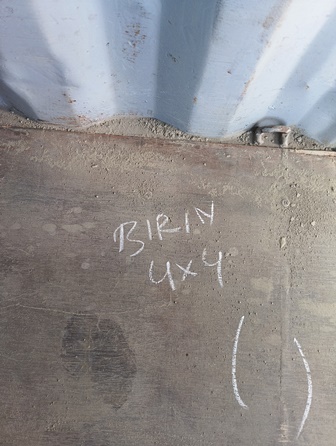 BIRIN
4x4
( )